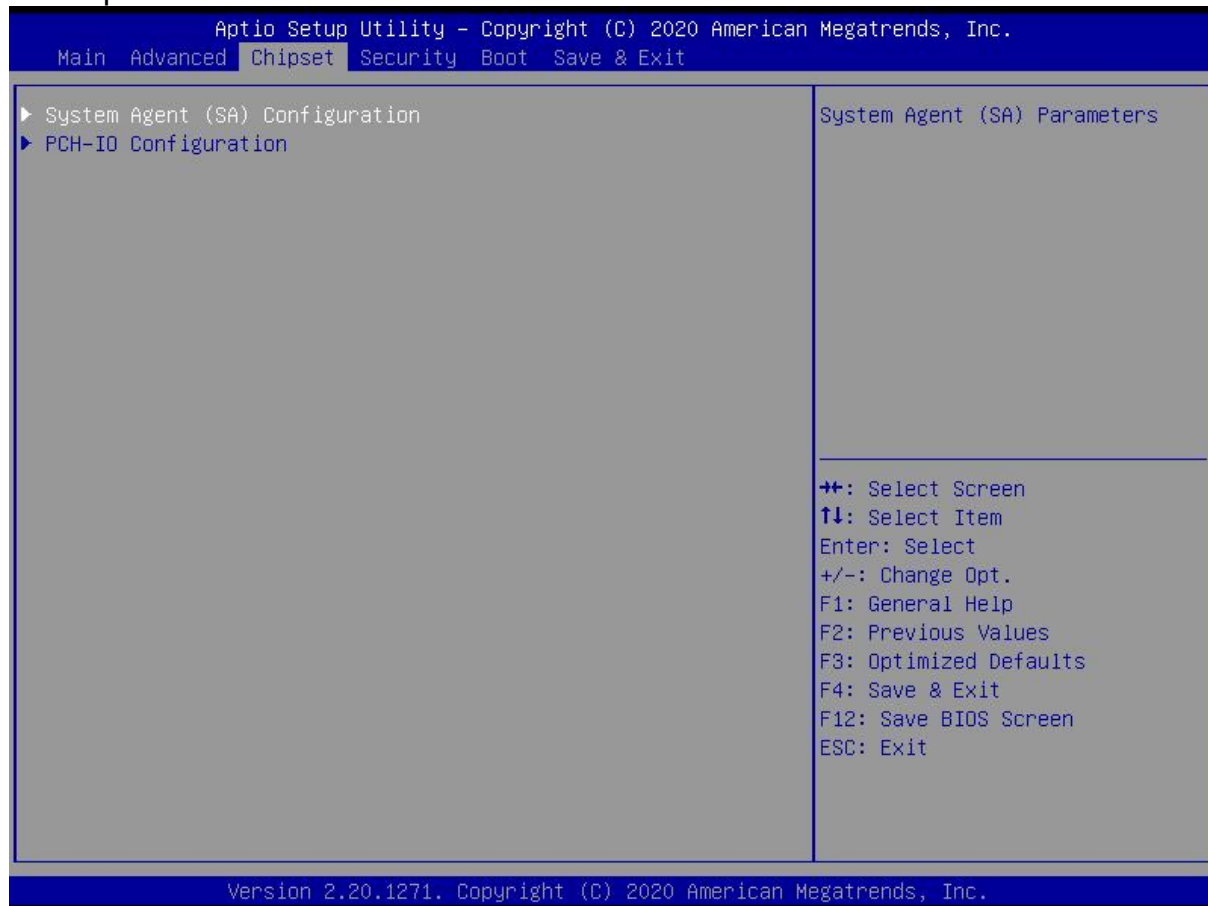 Aptio Setup Utility – Copyright (C) 2020 American Megatrends, Inc.
Main Advanced Chipset Security Boot Save & Exit
▶ System Agent (SA) Configuration
▶ PCH-IO Configuration
System Agent (SA) Parameters
→←: Select Screen
↑↓: Select Item
Enter: Select
+/-: Change Opt.
F1: General Help
F2: Previous Values
F3: Optimized Defaults
F4: Save & Exit
F12: Save BIOS Screen
ESC: Exit
Version 2.20.1271. Copyright (C) 2020 American Megatrends, Inc.